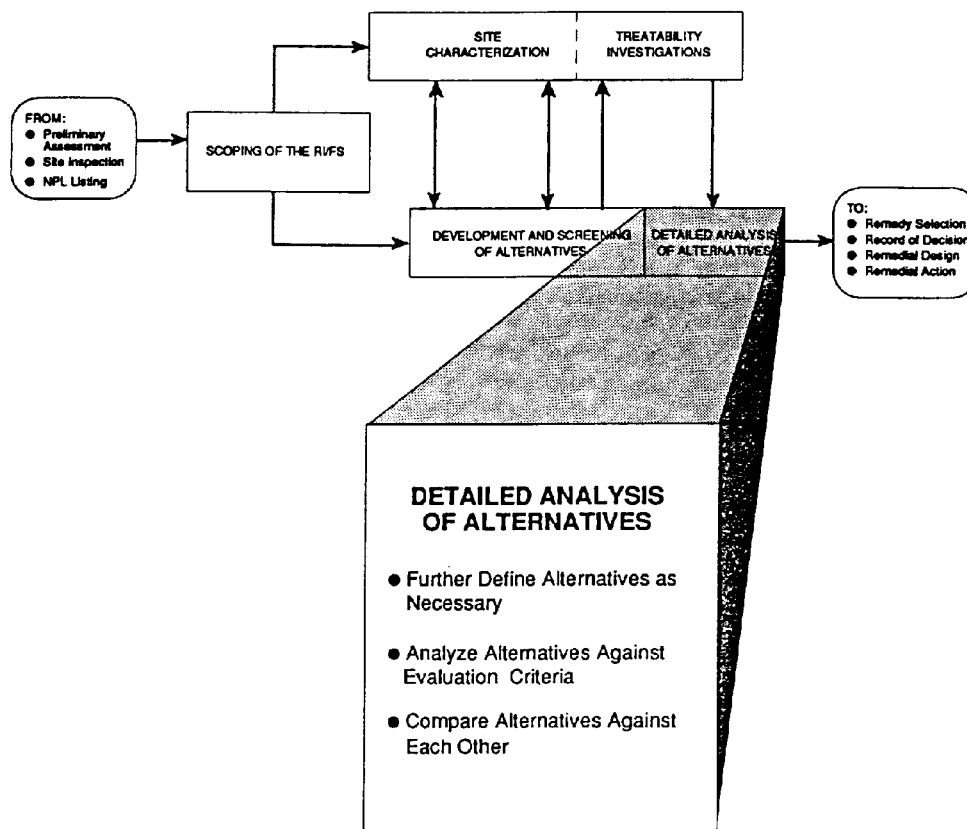 SITE
CHARACTERIZATION
TREATABILITY
INVESTIGATIONS
FROM:
● Preliminary
Assessment
● Site Inspection
● NPL Listing
SCOPING OF THE RI/FS
DEVELOPMENT AND SCREENING
OF ALTERNATIVES
DETAILED ANALYSIS
OF ALTERNATIVES
TO:
● Remedy Selection
● Record of Decision
● Remedial Design
● Remedial Action
DETAILED ANALYSIS
OF ALTERNATIVES
● Further Define Alternatives as
Necessary
● Analyze Alternatives Against
Evaluation Criteria
● Compare Alternatives Against
Each Other